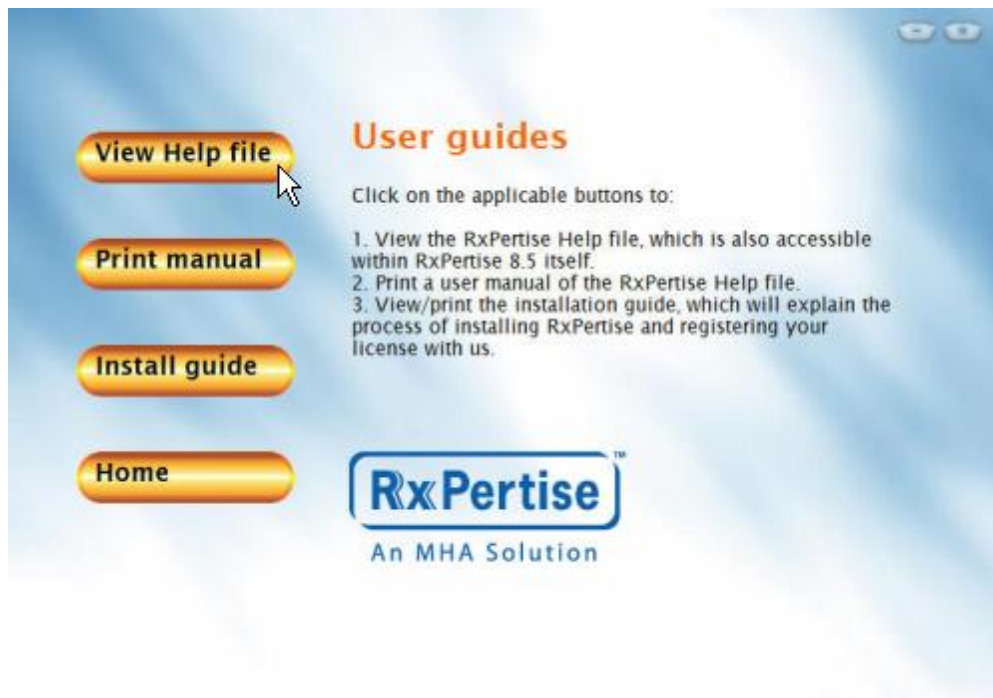 View Help file
Print manual
Install guide
Home
User guides
Click on the applicable buttons to:
1. View the RxPertise Help file, which is also accessible
within RxPertise 8.5 itself.
2. Print a user manual of the RxPertise Help file.
3. View/print the installation guide, which will explain the
process of installing RxPertise and registering your
license with us.
RxPertise™
An MHA Solution